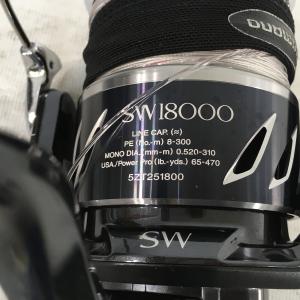 SHIMANO
SW18000
LINE CAP. (≈)
PE (No.-m) 8-300
MONO DIA.(mm-m) 0.520-310
USA./Power Pro (lb.-yds.) 65-470
5ZT251800
SW